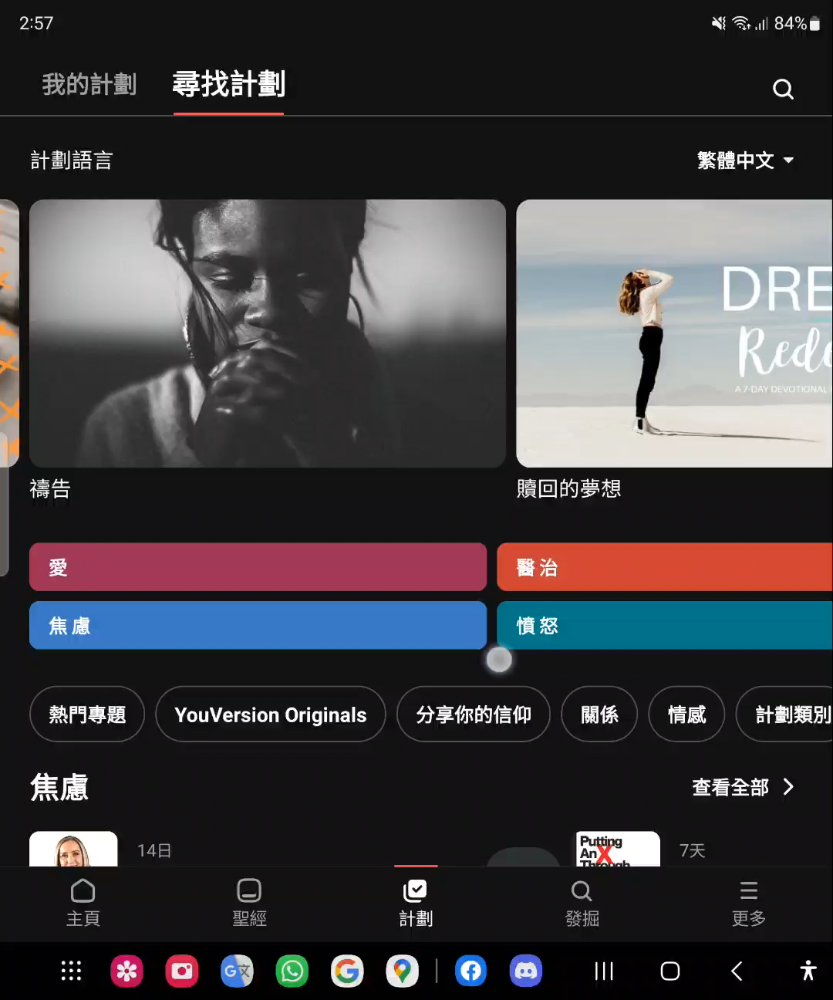 2:57
84%
我的計劃 尋找計劃
計劃語言
繁體中文
DRE
Rede
A 7-DAY DEVOTIONAL
禱告
贖回的夢想
愛
醫治
焦慮
憤怒
熱門專題
YouVersion Originals
分享你的信仰
關係
情感
計劃類別
焦慮
查看全部
14日
Putting
An X
Through
7天
主頁
聖經
計劃
發掘
更多